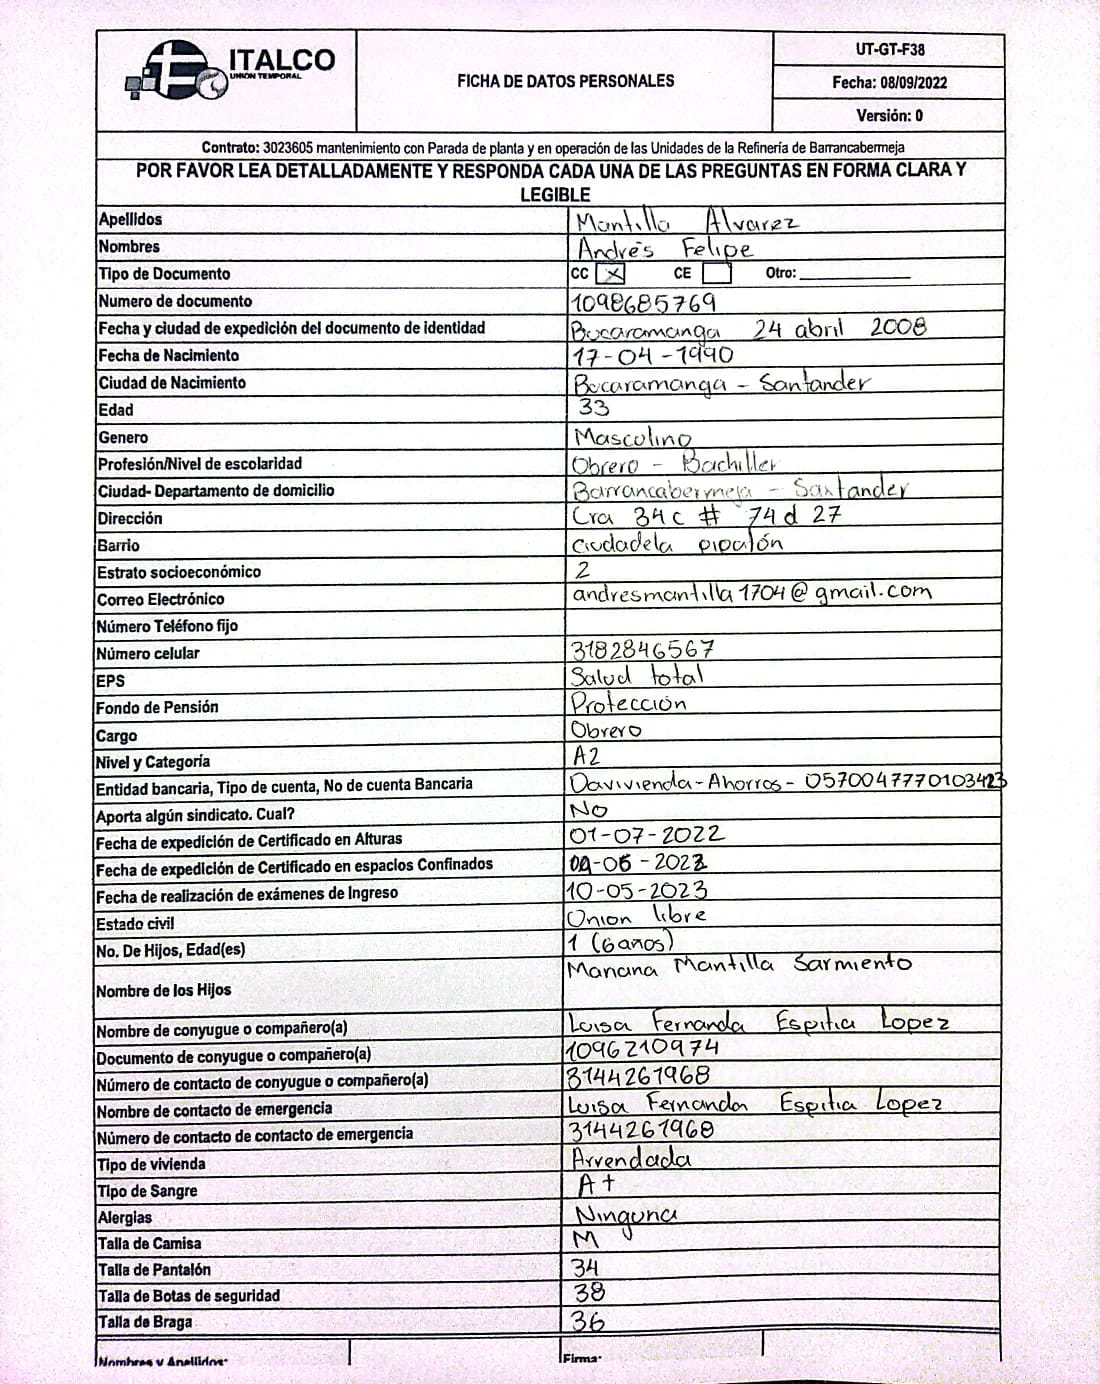 ITALCO
UNIÓN TEMPORAL
FICHA DE DATOS PERSONALES
UT-GT-F38
Fecha: 08/09/2022
Versión: 0
Contrato: 3023605 mantenimiento con Parada de planta y en operación de las Unidades de la Refinería de Barrancabermeja
POR FAVOR LEA DETALLADAMENTE Y RESPONDA CADA UNA DE LAS PREGUNTAS EN FORMA CLARA Y
LEGIBLE
Apellidos Mantilla Alvarez
Nombres Andrés Felipe
Tipo de Documento CC X CE Otro:
Numero de documento 1098685769
Fecha y ciudad de expedición del documento de identidad Bucaramanga 24 abril 2008
Fecha de Nacimiento 17-04-1990
Ciudad de Nacimiento Bucaramanga - Santander
Edad 33
Genero Masculino
Profesión/Nivel de escolaridad Obrero - Bachiller
Ciudad- Departamento de domicilio Barrancabermeja - Santander
Dirección Cra 34c # 74d 27
Barrio Ciudadela pipatón
Estrato socioeconómico 2
Correo Electrónico andresmantilla1704@gmail.com
Número Teléfono fijo
Número celular 3182846567
EPS Salud total
Fondo de Pensión Protección
Cargo Obrero
Nivel y Categoría A2
Entidad bancaria, Tipo de cuenta, No de cuenta Bancaria Davivienda-Ahorros- 0570047770103423
Aporta algún sindicato. Cual? No
Fecha de expedición de Certificado en Alturas 01-07-2022
Fecha de expedición de Certificado en espacios Confinados
Fecha de realización de exámenes de Ingreso 10-05-2023
Estado civil Union libre
No. De Hijos, Edad(es) 1 (6 anos)
Nombre de los Hijos Manana Mantilla Sarmiento
Nombre de conyugue o compañero(a) Luisa Fernanda Espitia Lopez
Documento de conyugue o compañero(a) 1096210974
Número de contacto de conyugue o compañero(a) 3144261968
Nombre de contacto de emergencia Luisa Fernanda Espitia Lopez
Número de contacto de contacto de emergencia 3144261968
Tipo de vivienda Arrendada
Tipo de Sangre A+
Alergias Ninguna
Talla de Camisa M
Talla de Pantalón 34
Talla de Botas de seguridad 38
Talla de Braga 36
Nombres y Apellidos: Firma: